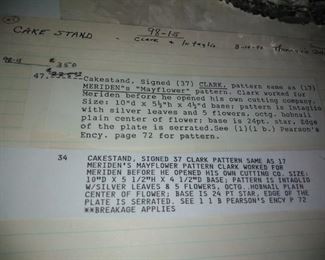 CAKE STAND - 98-15
CLARK + Intaglio
98-15 $350
47. Cakestand, Signed (37) CLARK, pattern same as (17)
MERIDEN'S "Mayflower" pattern. Clark worked for
Meriden before he opened his own cutting company.
Size: 10"d X 5½"h X 4½"d base; pattern is intaglio
with silver leaves and 5 flowers, octg. hobnail
plain center of flower; base is 24pt. star. Edge
of the plate is serrated.See (1)(1 b.) Pearson's
Ency. page 72 for pattern.
34 CAKESTAND, SIGNED 37 CLARK PATTERN SAME AS 17
MERIDEN'S MAYFLOWER PATTERN CLARK WORKED FOR
MERIDEN BEFORE HE OPENED HIS OWN CUTTING CO. SIZE:
10"D X 5 1/2"H X 4 1/2"D BASE; PATTERN IS INTAGLIO
W/SILVER LEAVES & 5 FLOWERS, OCTG. HOBNAIL PLAIN
CENTER OF FLOWER; BASE IS 24 PT STAR, EDGE OF THE
PLATE IS SERRATED. SEE 1 1 B PEARSON'S ENCY P 72
**BREAKAGE APPLIES